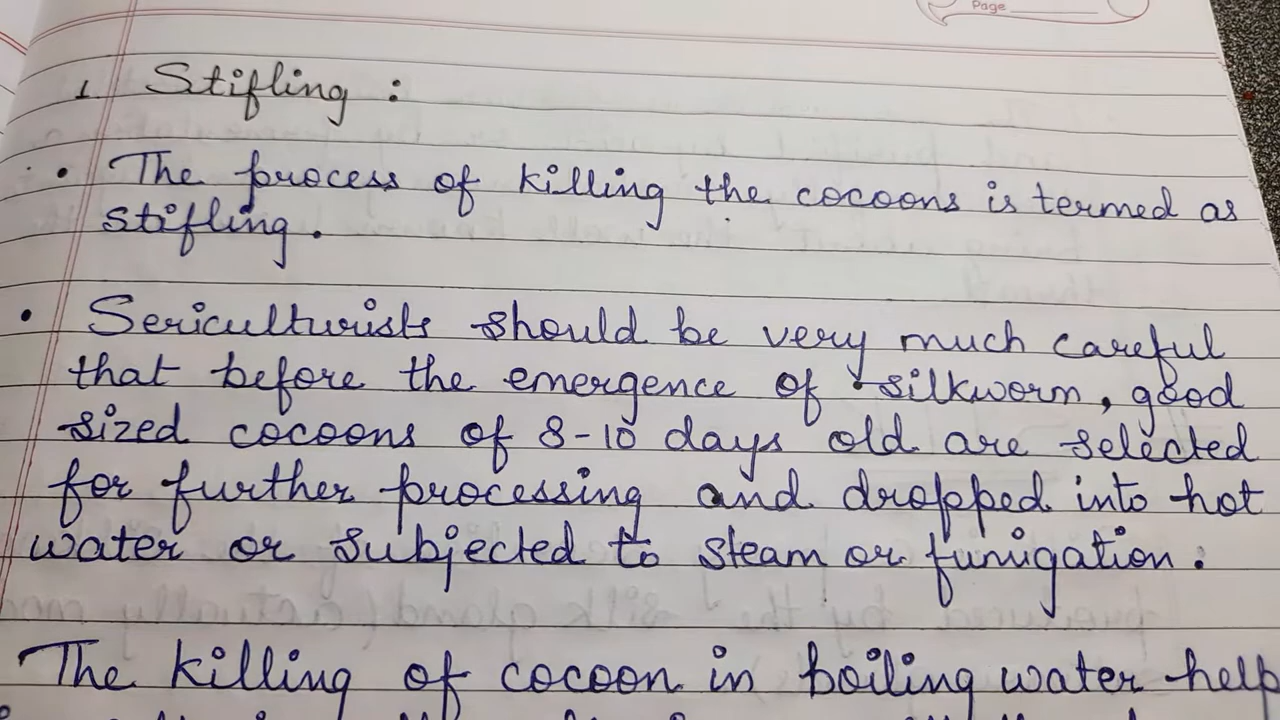 Page
1. Stifling :
• The process of killing the cocoons is termed as
stifling.
• Sericulturists should be very much careful
that before the emergence of silkworm, good
sized cocoons of 8-10 days old are selected
for further processing and dropped into hot
water or subjected to steam or fumigation.
The killing of cocoon in boiling water help